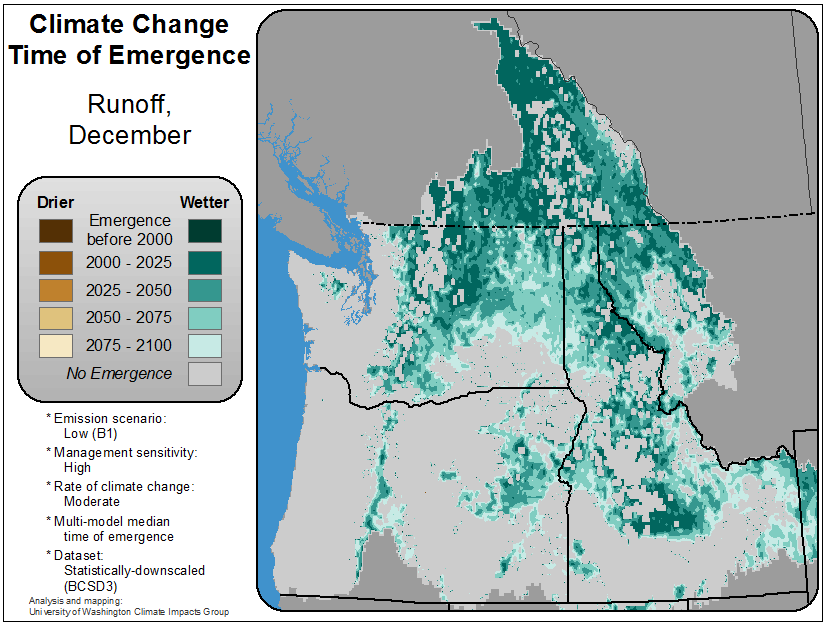 Climate Change
Time of Emergence
Runoff,
December
Drier
Wetter
Emergence
before 2000
2000 - 2025
2025 - 2050
2050 - 2075
2075 - 2100
No Emergence
* Emission scenario:
Low (B1)
* Management sensitivity:
High
* Rate of climate change:
Moderate
* Multi-model median
time of emergence
* Dataset:
Statistically-downscaled
(BCSD3)
Analysis and mapping:
University of Washington Climate Impacts Group